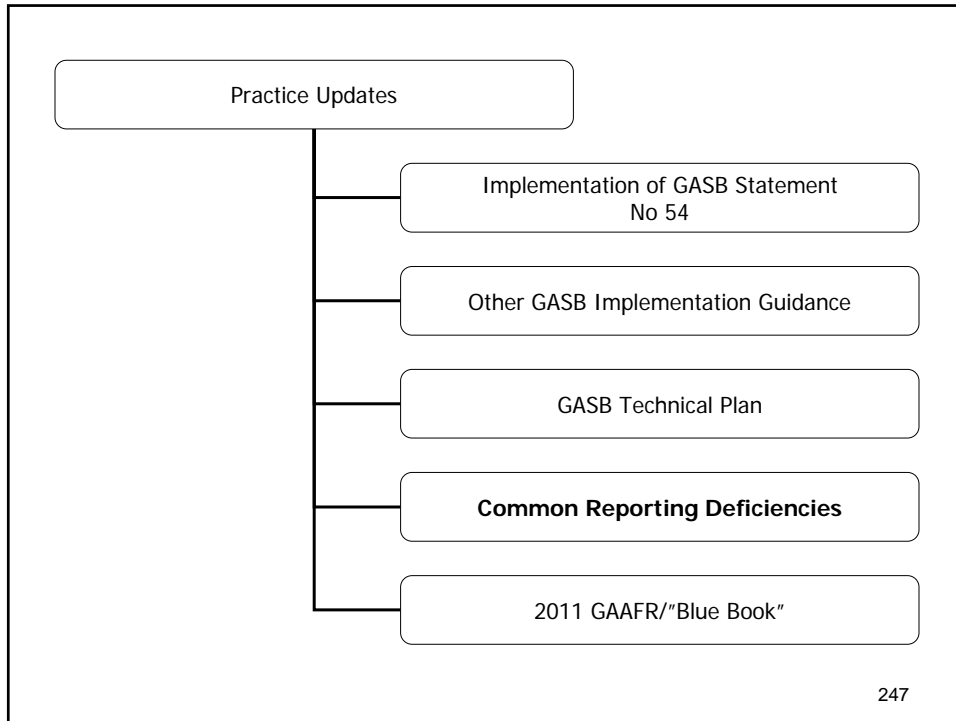 Practice Updates
Implementation of GASB Statement
No 54
Other GASB Implementation Guidance
GASB Technical Plan
Common Reporting Deficiencies
2011 GAAFR/"Blue Book"
247